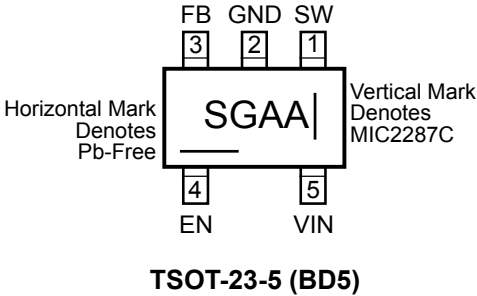 FB GND SW
3 2 1
Horizontal Mark
Denotes
Pb-Free
SGAA|
Vertical Mark
Denotes
MIC2287C
4 5
EN VIN
TSOT-23-5 (BD5)